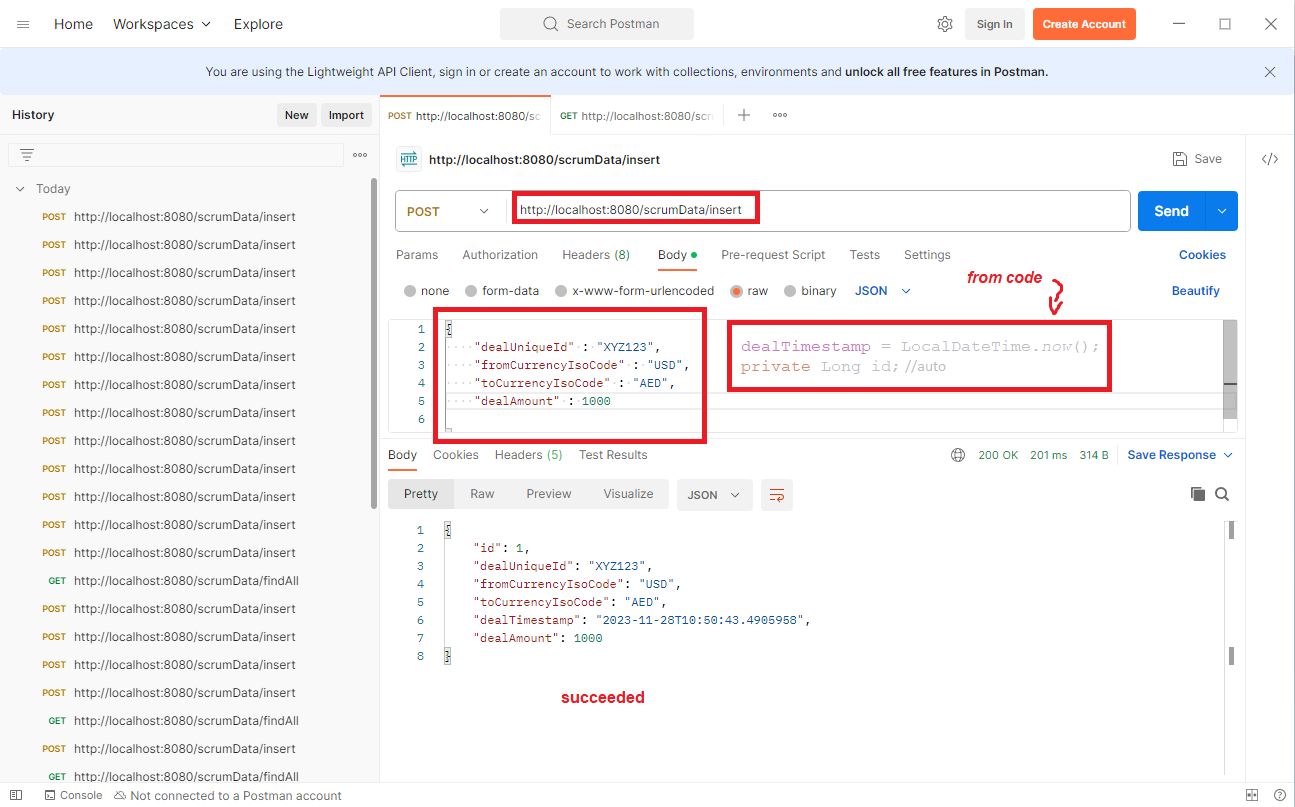 Home Workspaces Explore Search Postman Sign In Create Account
You are using the Lightweight API Client, sign in or create an account to work with collections, environments and unlock all free features in Postman.
History New Import
POST http://localhost:8080/sc GET http://localhost:8080/scr
HTTP http://localhost:8080/scrumData/insert Save </>
Today
POST http://localhost:8080/scrumData/insert
POST http://localhost:8080/scrumData/insert
POST http://localhost:8080/scrumData/insert
POST http://localhost:8080/scrumData/insert
POST http://localhost:8080/scrumData/insert
POST http://localhost:8080/scrumData/insert
POST http://localhost:8080/scrumData/insert
POST http://localhost:8080/scrumData/insert
POST http://localhost:8080/scrumData/insert
POST http://localhost:8080/scrumData/insert
POST http://localhost:8080/scrumData/insert
POST http://localhost:8080/scrumData/insert
POST http://localhost:8080/scrumData/insert
GET http://localhost:8080/scrumData/findAll
POST http://localhost:8080/scrumData/insert
POST http://localhost:8080/scrumData/insert
POST http://localhost:8080/scrumData/insert
POST http://localhost:8080/scrumData/insert
GET http://localhost:8080/scrumData/findAll
POST http://localhost:8080/scrumData/insert
GET http://localhost:8080/scrumData/findAll
POST http://localhost:8080/scrumData/insert Send
Params Authorization Headers (8) Body Pre-request Script Tests Settings Cookies
from code
none form-data x-www-form-urlencoded raw binary JSON Beautify
1 {
2 "dealUniqueId" : "XYZ123",
3 "fromCurrencyIsoCode" : "USD",
4 "toCurrencyIsoCode" : "AED",
5 "dealAmount" : 1000
6
dealTimestamp = LocalDateTime.now();
private Long id;//auto
Body Cookies Headers (5) Test Results 200 OK 201 ms 314 B Save Response
Pretty Raw Preview Visualize JSON
1 {
2 "id": 1,
3 "dealUniqueId": "XYZ123",
4 "fromCurrencyIsoCode": "USD",
5 "toCurrencyIsoCode": "AED",
6 "dealTimestamp": "2023-11-28T10:50:43.4905958",
7 "dealAmount": 1000
8 }
succeeded
Console Not connected to a Postman account